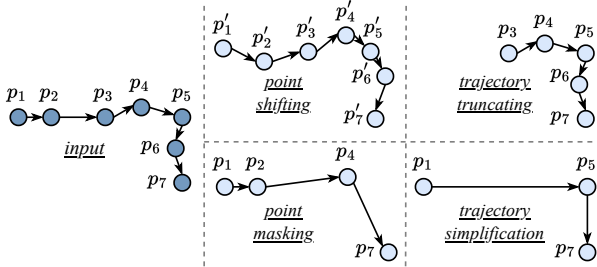 p1 p2 p3 p4 p5
p6
p7
input
p′1 p′2 p′3 p′4 p′5
p′6
p′7
point
shifting
p3 p4 p5
p6
p7
trajectory
truncating
p1 p2 p4
p7
point
masking
p1 p5
p7
trajectory
simplification